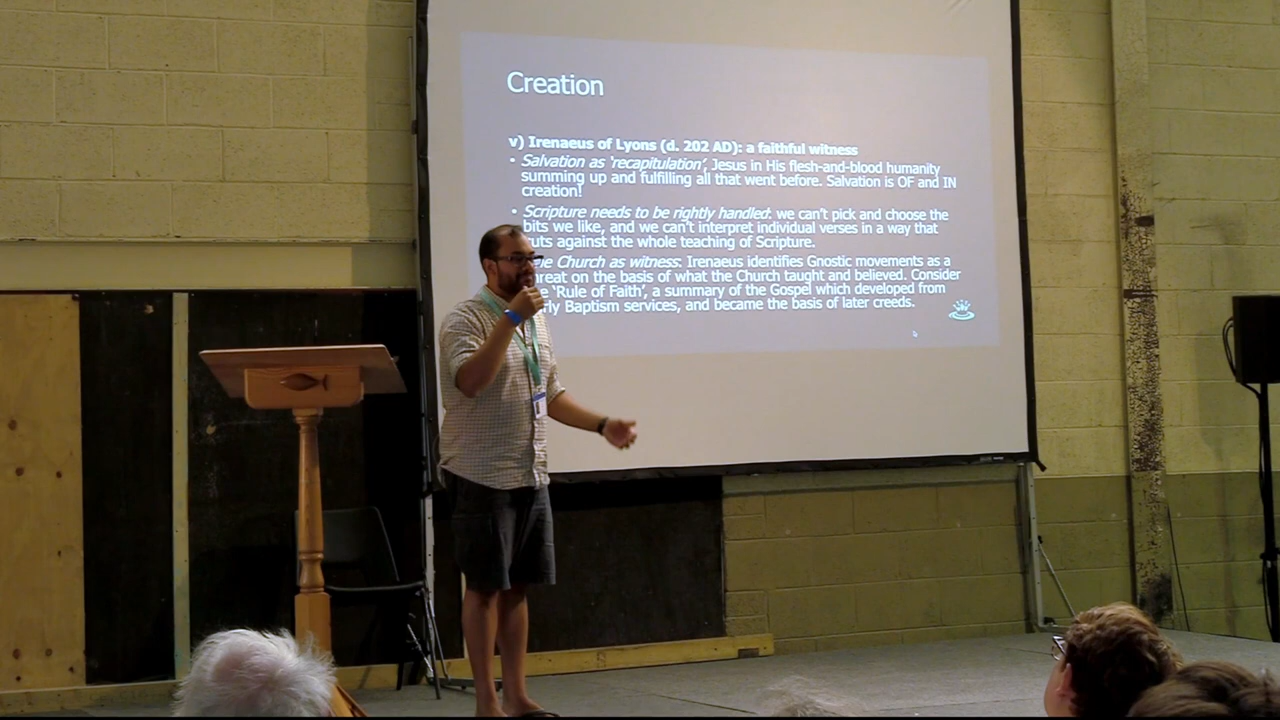 Creation
v) Irenaeus of Lyons (d. 202 AD): a faithful witness
• Salvation as 'recapitulation', Jesus in His flesh-and-blood humanity
summing up and fulfilling all that went before. Salvation is OF and IN
creation!
• Scripture needs to be rightly handled: we can't pick and choose the
bits we like, and we can't interpret individual verses in a way that
cuts against the whole teaching of Scripture.
Church as witness: Irenaeus identifies Gnostic movements as a
on the basis of what the Church taught and believed. Consider
'Rule of Faith', a summary of the Gospel which developed from
Baptism services, and became the basis of later creeds.